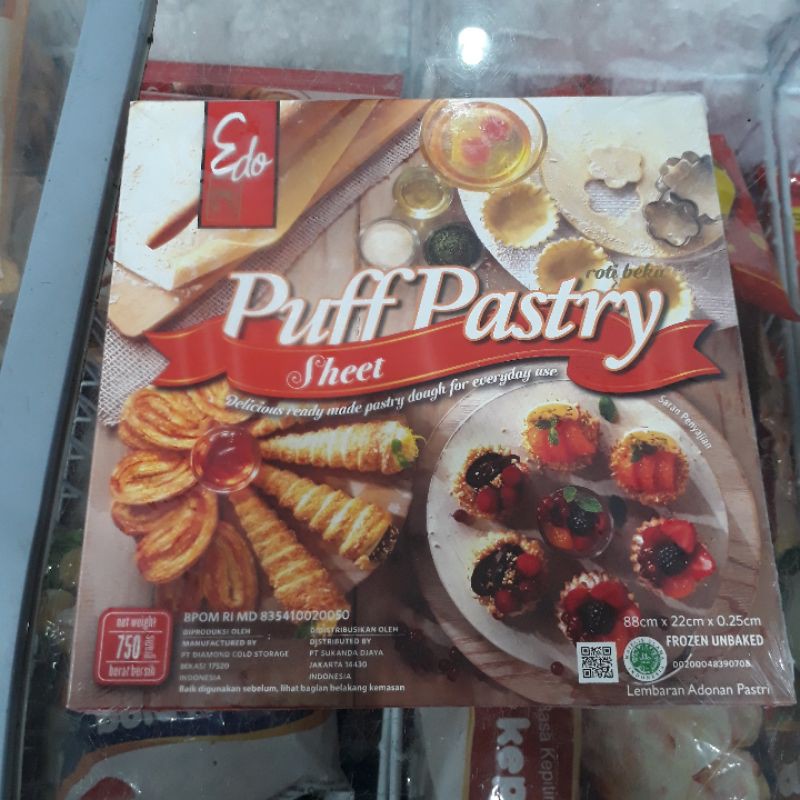 Edo
roti beku
Puff Pastry
Sheet
Delicious ready made pastry dough for everyday use
Saran Penyajian
net weight
750 grams
berat bersih
BPOM RI MD 835410020050
DIPRODUKSI OLEH
MANUFACTURED BY
PT DIAMOND COLD STORAGE
BEKASI 17520
INDONESIA
DIDISTRIBUSIKAN OLEH
DISTRIBUTED BY
PT SUKANDA DJAYA
JAKARTA 14430
INDONESIA
Baik digunakan sebelum, lihat bagian belakang kemasan
88cm x 22cm x 0.25cm
FROZEN UNBAKED
00200048390708
Lembaran Adonan Pastri